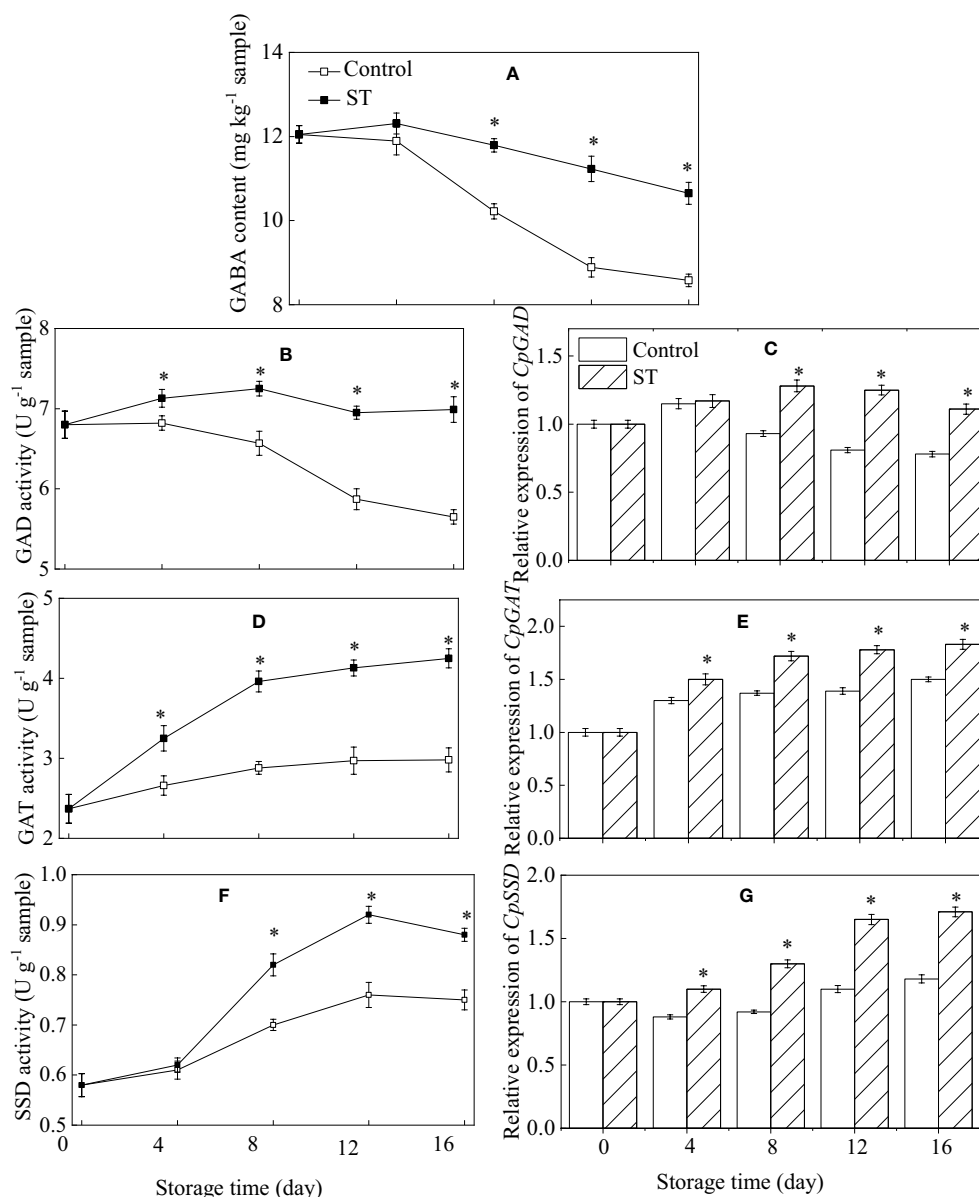 A
Control
ST
GABA content (mg kg⁻¹ sample)
14
12
10
8
* * *
B
GAD activity (U g⁻¹ sample)
8
7
6
5
* * * *
C
Control
ST
Relative expression of CpGAD
1.5
1.0
0.5
0.0
* * *
D
GAT activity (U g⁻¹ sample)
5
4
3
2
* * * *
E
Relative expression of CpGAT
2.0
1.5
1.0
0.5
0.0
* * * *
F
SSD activity (U g⁻¹ sample)
1.0
0.9
0.8
0.7
0.6
0.5
* * *
0 4 8 12 16
Storage time (day)
G
Relative expression of CpSSD
2.0
1.5
1.0
0.5
0.0
* * * *
0 4 8 12 16
Storage time (day)